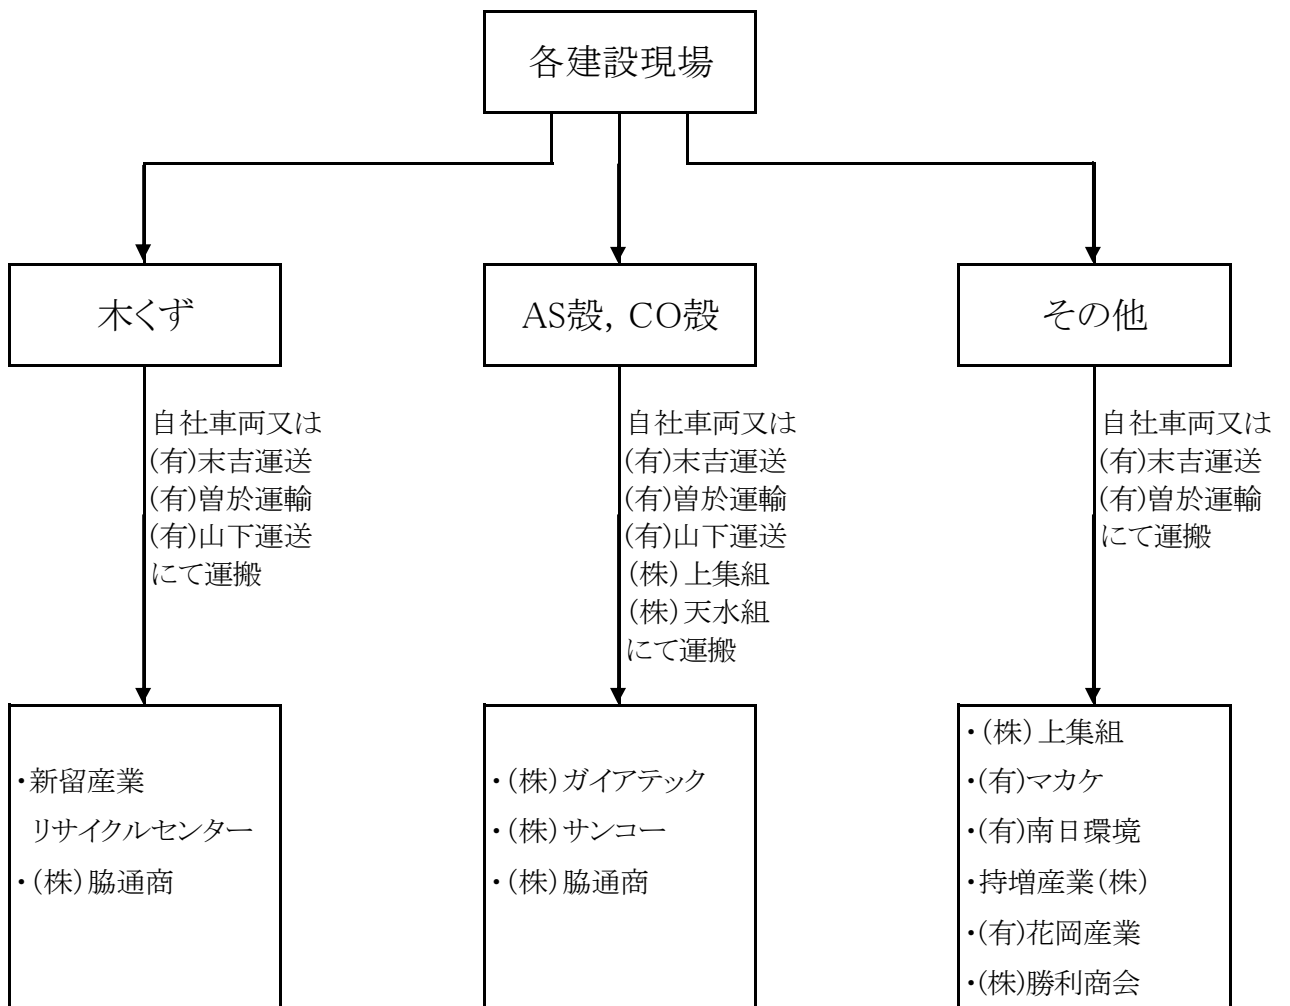 各建設現場
木くず
AS殻, CO殻
その他
自社車両又は
(有)末吉運送
(有)曽於運輸
(有)山下運送
にて運搬
自社車両又は
(有)末吉運送
(有)曽於運輸
(有)山下運送
(株)上集組
(株)天水組
にて運搬
自社車両又は
(有)末吉運送
(有)曽於運輸
にて運搬
・新留産業
リサイクルセンター
・(株)脇通商
・(株)ガイアテック
・(株)サンコー
・(株)脇通商
・(株)上集組
・(有)マカケ
・(有)南日環境
・持増産業(株)
・(有)花岡産業
・(株)勝利商会